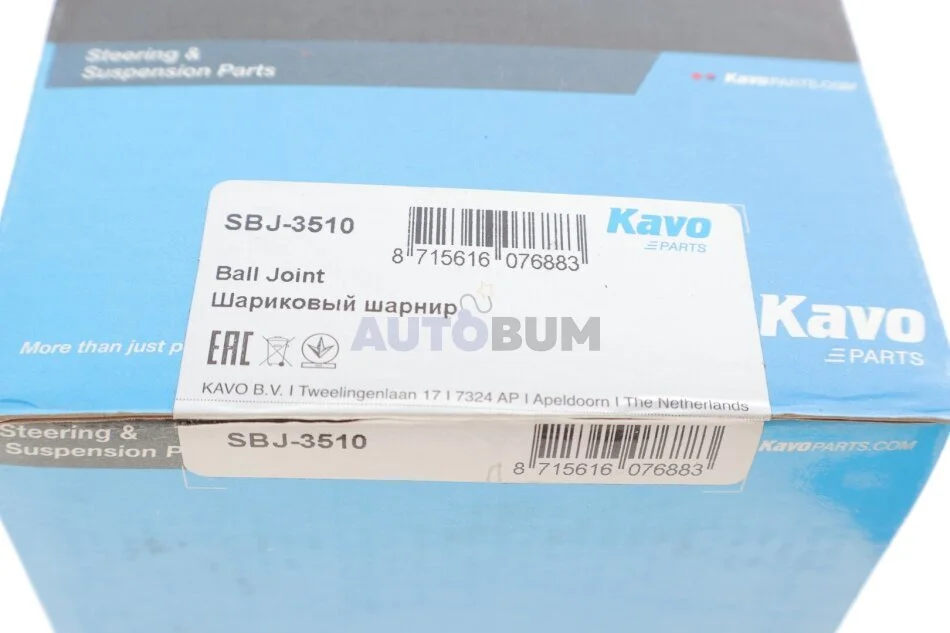 Steering &
Suspension Parts
KavoPARTS.COM
SBJ-3510
8 715616 076883
Kavo
PARTS
Ball Joint
Шариковый шарнир
AUTOBUM
EAC
Kavo
PARTS
More than just p
KAVO B.V. I Tweelingenlaan 17 I 7324 AP I Apeldoorn I The Netherlands
Steering &
Suspension P
SBJ-3510
8 715616 076883
KavoPARTS.COM